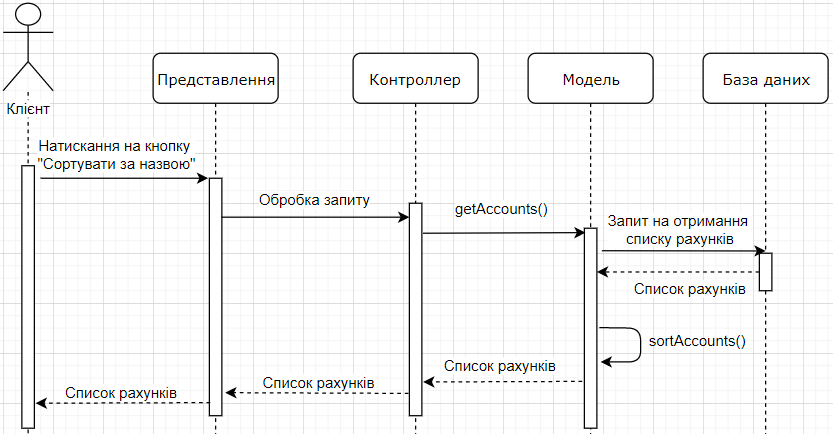 Клієнт
Представлення
Контроллер
Модель
База даних
Натискання на кнопку
"Сортувати за назвою"
Обробка запиту
getAccounts()
Запит на отримання
списку рахунків
Список рахунків
sortAccounts()
Список рахунків
Список рахунків
Список рахунків